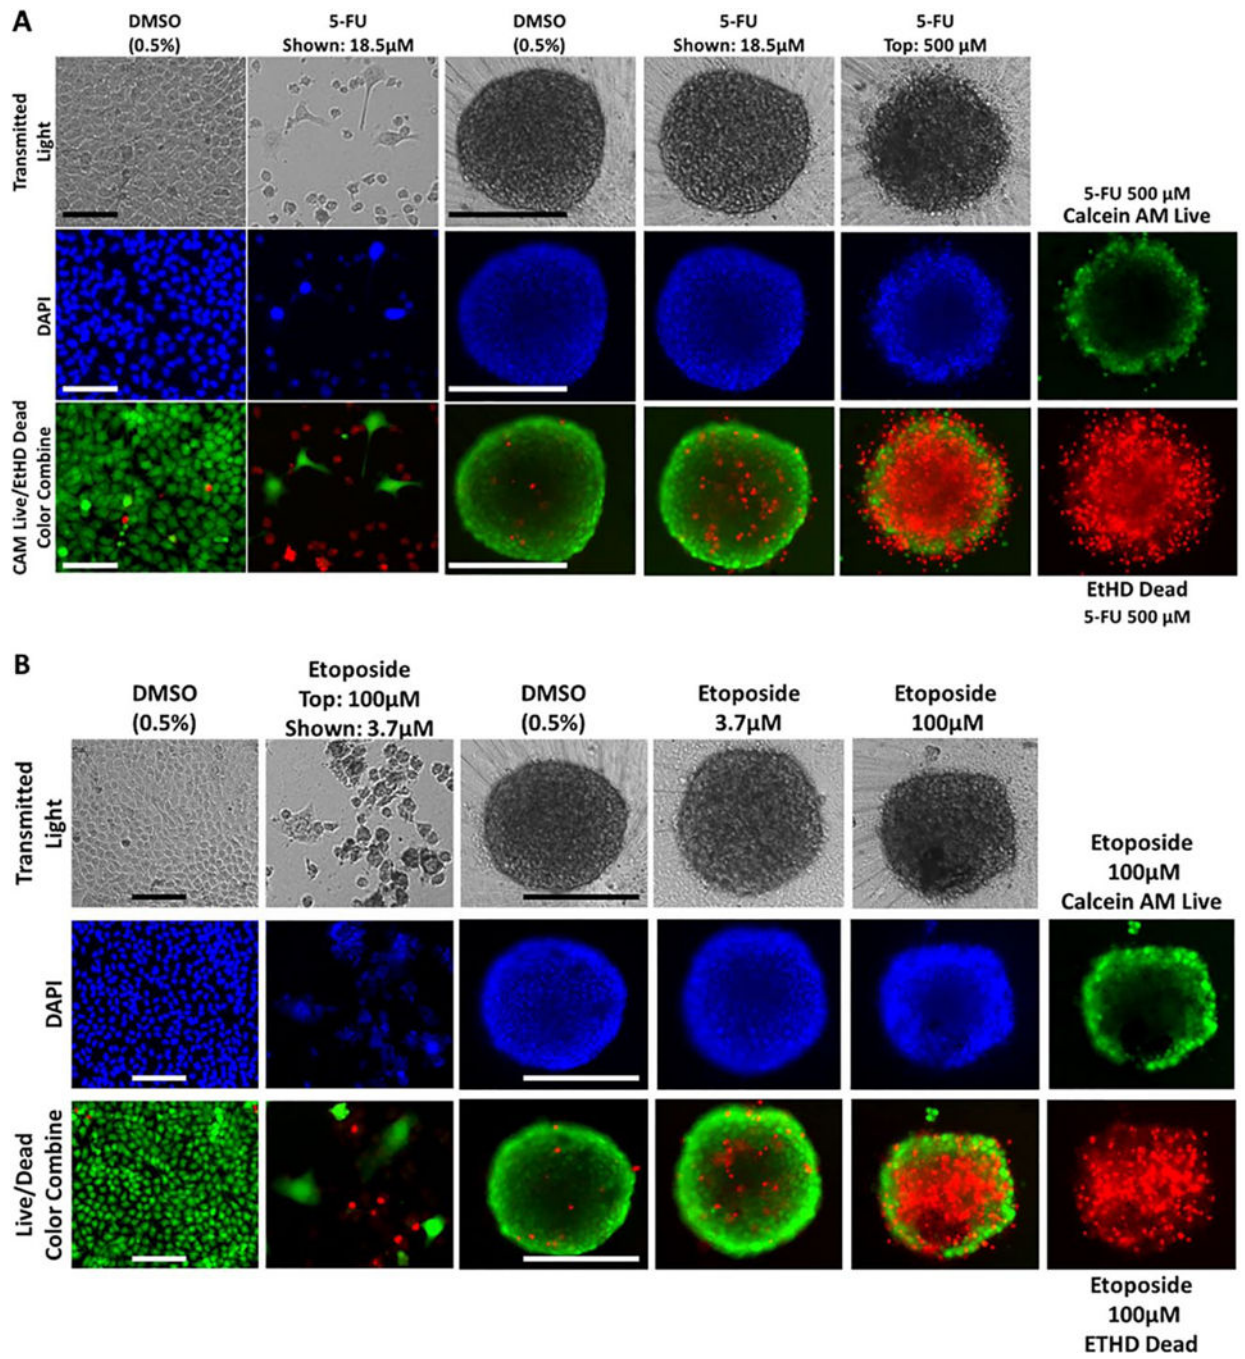 A
DMSO
(0.5%)
5-FU
Shown: 18.5µM
DMSO
(0.5%)
5-FU
Shown: 18.5µM
5-FU
Top: 500 µM
Transmitted
Light
5-FU 500 µM
Calcein AM Live
DAPI
CAM Live/EtHD Dead
Color Combine
EtHD Dead
5-FU 500 µM
B
DMSO
(0.5%)
Etoposide
Top: 100µM
Shown: 3.7µM
DMSO
(0.5%)
Etoposide
3.7µM
Etoposide
100µM
Transmitted
Light
Etoposide
100µM
Calcein AM Live
DAPI
Live/Dead
Color Combine
Etoposide
100µM
ETHD Dead